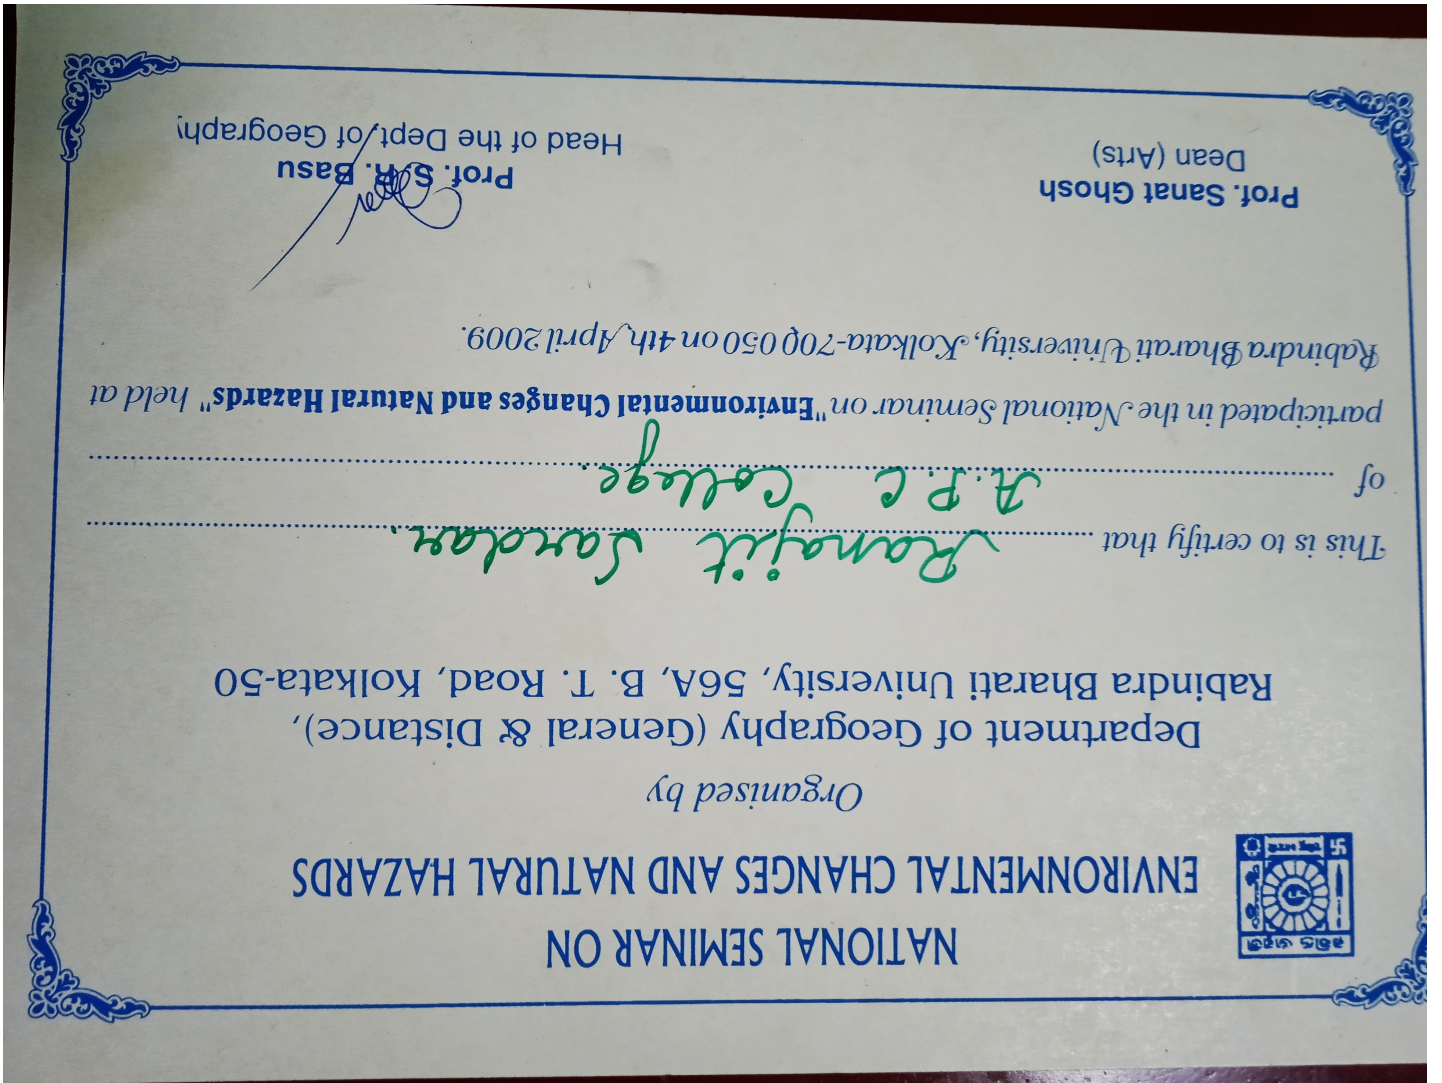 NATIONAL SEMINAR ON
ENVIRONMENTAL CHANGES AND NATURAL HAZARDS
Organised by
Department of Geography (General & Distance),
Rabindra Bharati University, 56A, B. T. Road, Kolkata-50
This is to certify that Ranajit Sardar.
of A.P.C College.
participated in the National Seminar on "Environmental Changes and Natural Hazards" held at
Rabindra Bharati University, Kolkata-700 050 on 4th, April 2009.
Prof. Sanat Ghosh
Dean (Arts)
Prof. S. R. Basu
Head of the Dept. of Geography